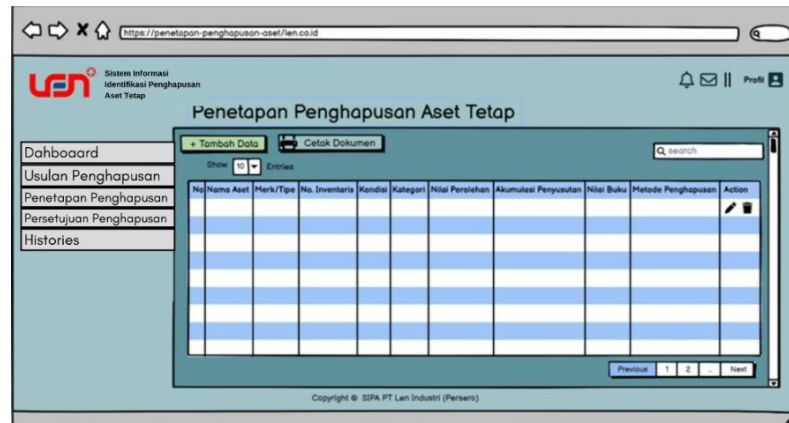 https://penetapan-penghapusan-aset/len.co.id
Len
Sistem Informasi
Identifikasi Penghapusan
Aset Tetap
Profil
Penetapan Penghapusan Aset Tetap
Dahboaard
Usulan Penghapusan
Penetapan Penghapusan
Persetujuan Penghapusan
Histories
+ Tambah Data
Cetak Dokumen
search
Show 10 Entries
No Nama Aset Merk/Tipe No. Inventaris Kondisi Kategori Nilai Perolehan Akumulasi Penyusutan Nilai Buku Metode Penghapusan Action
Previous 1 2 ... Next
Copyright © SIPA PT Len Industri (Persero)